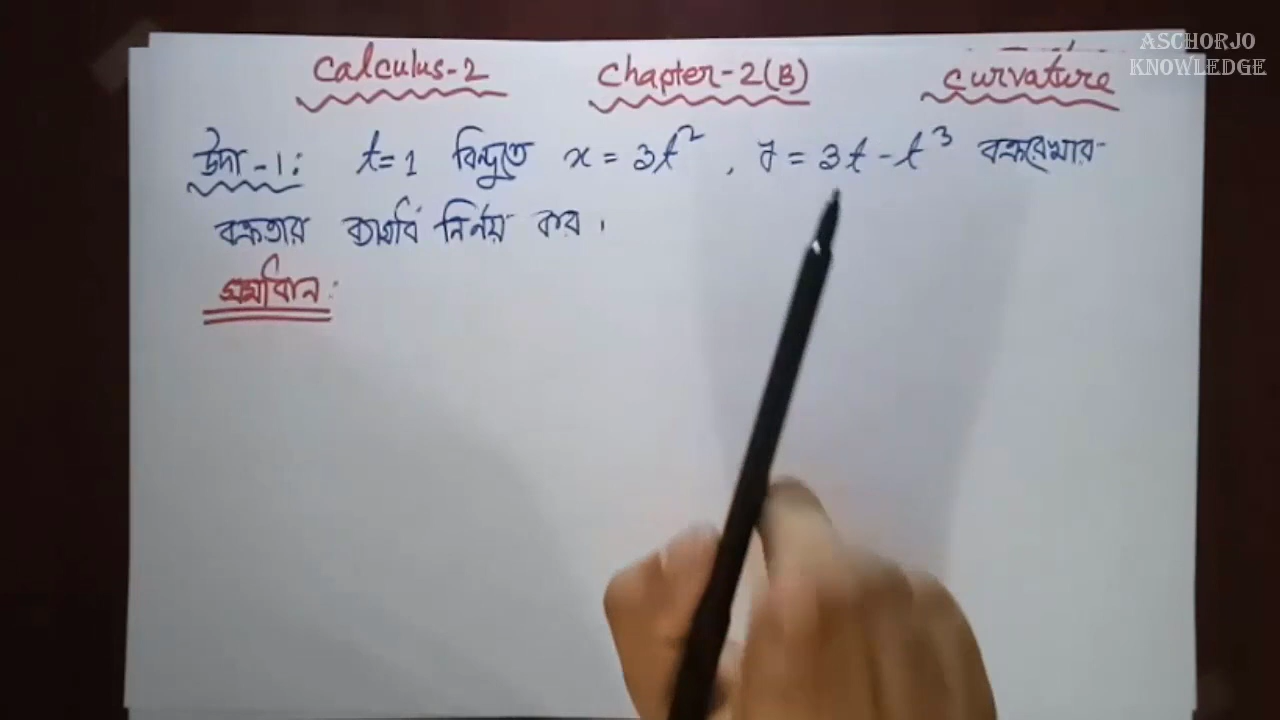 ASCHORJO
KNOWLEDGE
Calculus-2 Chapter-2(B) Curvature
উদা-1: t=1 বিন্দুতে x = 3t², y = 3t - t³ বক্ররেখার
বক্রতার ব্যাসার্ধ নির্ণয় কর।
সমাধান: